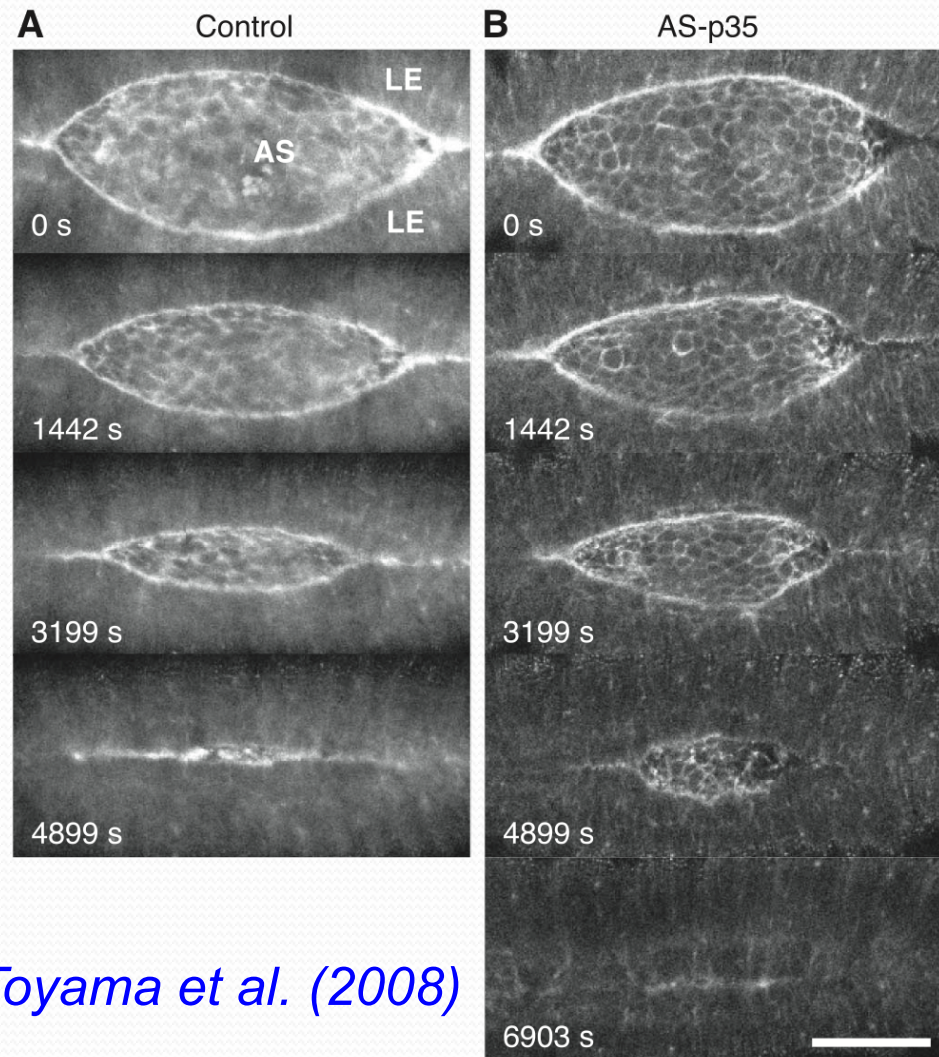 A Control
B AS-p35
LE
AS
LE
0 s
0 s
1442 s
1442 s
3199 s
3199 s
4899 s
4899 s
6903 s
Toyama et al. (2008)